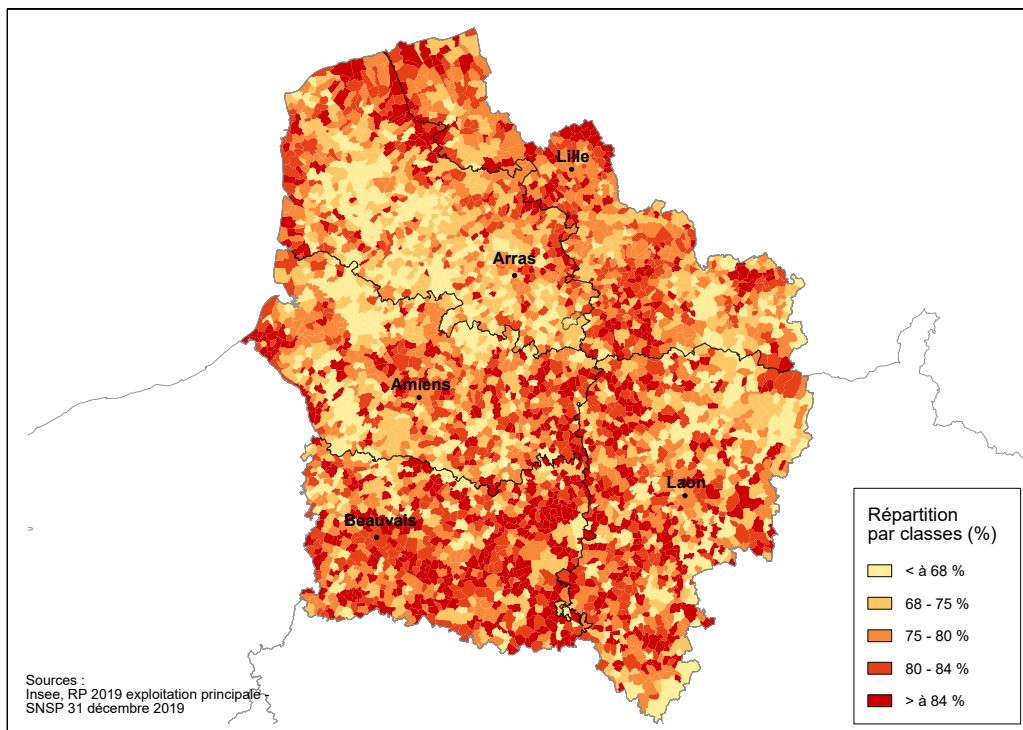 Lille
Arras
Amiens
Laon
Beauvais
Répartition
par classes (%)
< à 68 %
68 - 75 %
75 - 80 %
80 - 84 %
> à 84 %
Sources :
Insee, RP 2019 exploitation principale -
SNSP 31 décembre 2019